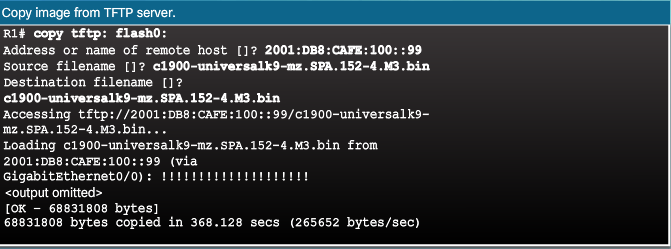 Copy image from TFTP server.
R1# copy tftp: flash0:
Address or name of remote host []? 2001:DB8:CAFE:100::99
Source filename []? c1900-universalk9-mz.SPA.152-4.M3.bin
Destination filename []?
c1900-universalk9-mz.SPA.152-4.M3.bin
Accessing tftp://2001:DB8:CAFE:100::99/c1900-universalk9-
mz.SPA.152-4.M3.bin...
Loading c1900-universalk9-mz.SPA.152-4.M3.bin from
2001:DB8:CAFE:100::99 (via
GigabitEthernet0/0): !!!!!!!!!!!!!!!!!!!!
<output omitted>
[OK - 68831808 bytes]
68831808 bytes copied in 368.128 secs (265652 bytes/sec)